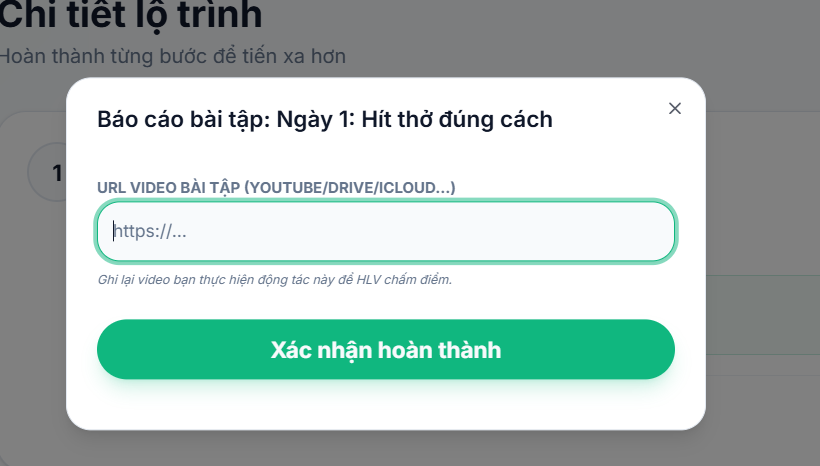 Chi tiết lộ trình
Hoàn thành từng bước để tiến xa hơn
Báo cáo bài tập: Ngày 1: Hít thở đúng cách
1
URL VIDEO BÀI TẬP (YOUTUBE/DRIVE/ICLOUD...)
https://...
Ghi lại video bạn thực hiện động tác này để HLV chấm điểm.
Xác nhận hoàn thành